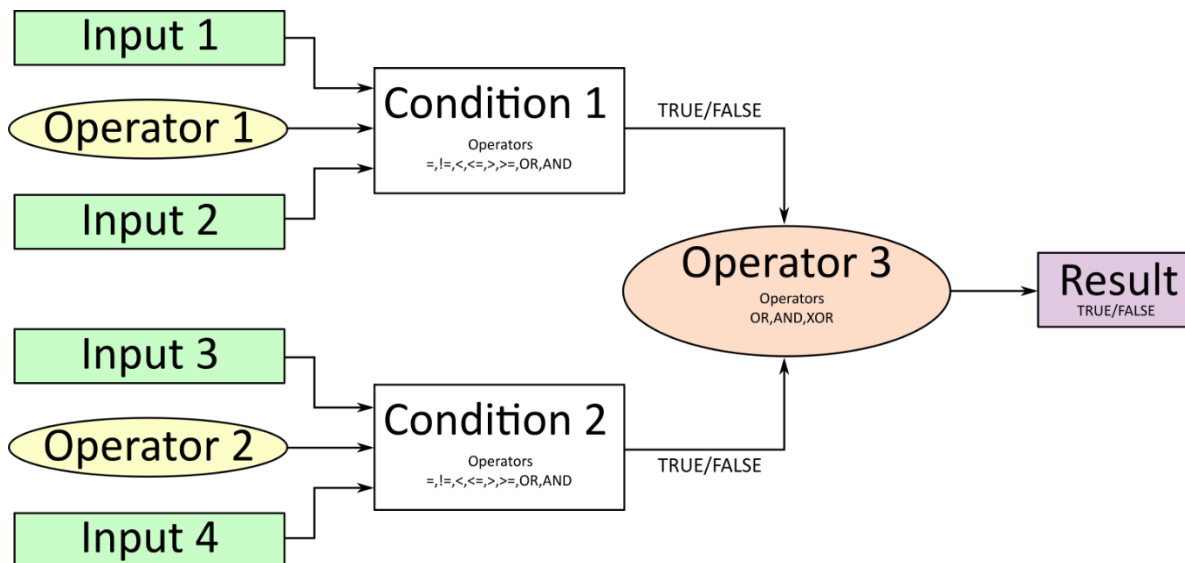 Input 1
Operator 1
Input 2
Condition 1
Operators
=,!=,<,<=,>,>=,OR,AND
TRUE/FALSE
Input 3
Operator 2
Input 4
Condition 2
Operators
=,!=,<,<=,>,>=,OR,AND
TRUE/FALSE
Operator 3
Operators
OR,AND,XOR
Result
TRUE/FALSE